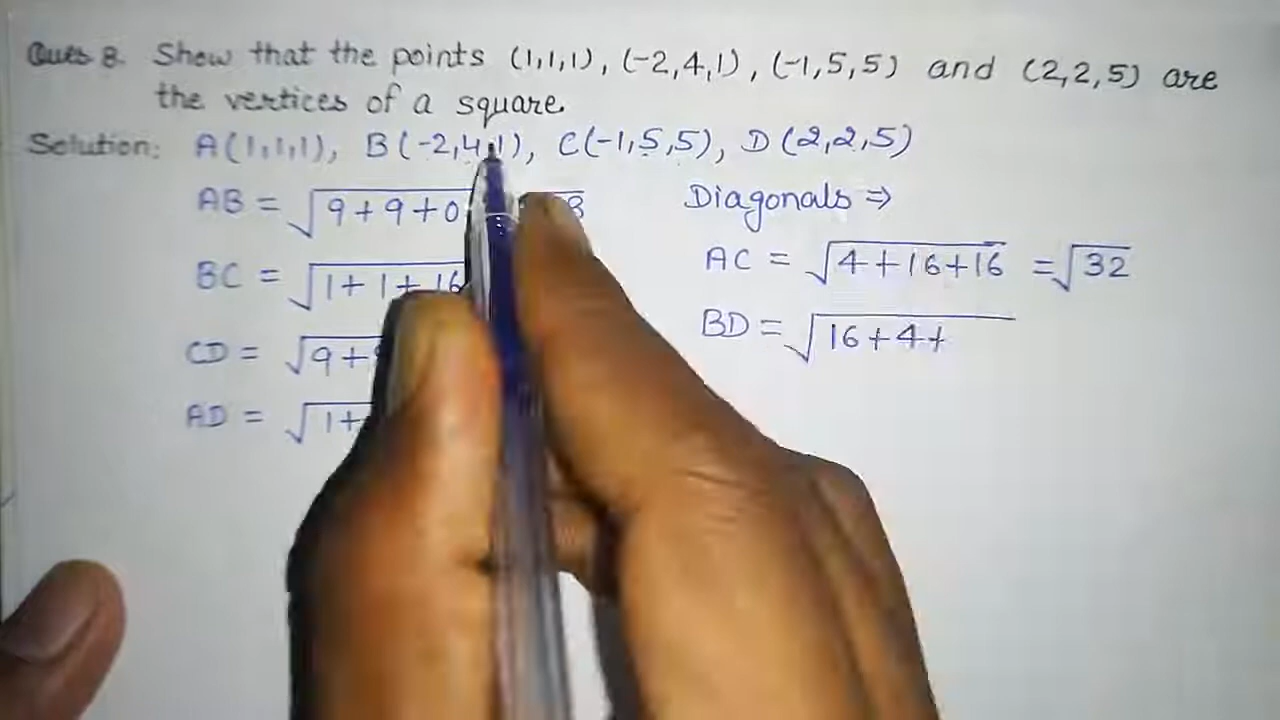 Ques 8. Show that the points (1,1,1), (-2,4,1), (-1,5,5) and (2,2,5) are
the vertices of a square.
Solution: A(1,1,1), B(-2,4,1), C(-1,5,5), D(2,2,5)
AB = √9+9+0 8
BC = √1+1+16
CD = √9+
AD = √1+
Diagonals ⇒
AC = √4+16+16 = √32
BD = √16+4+